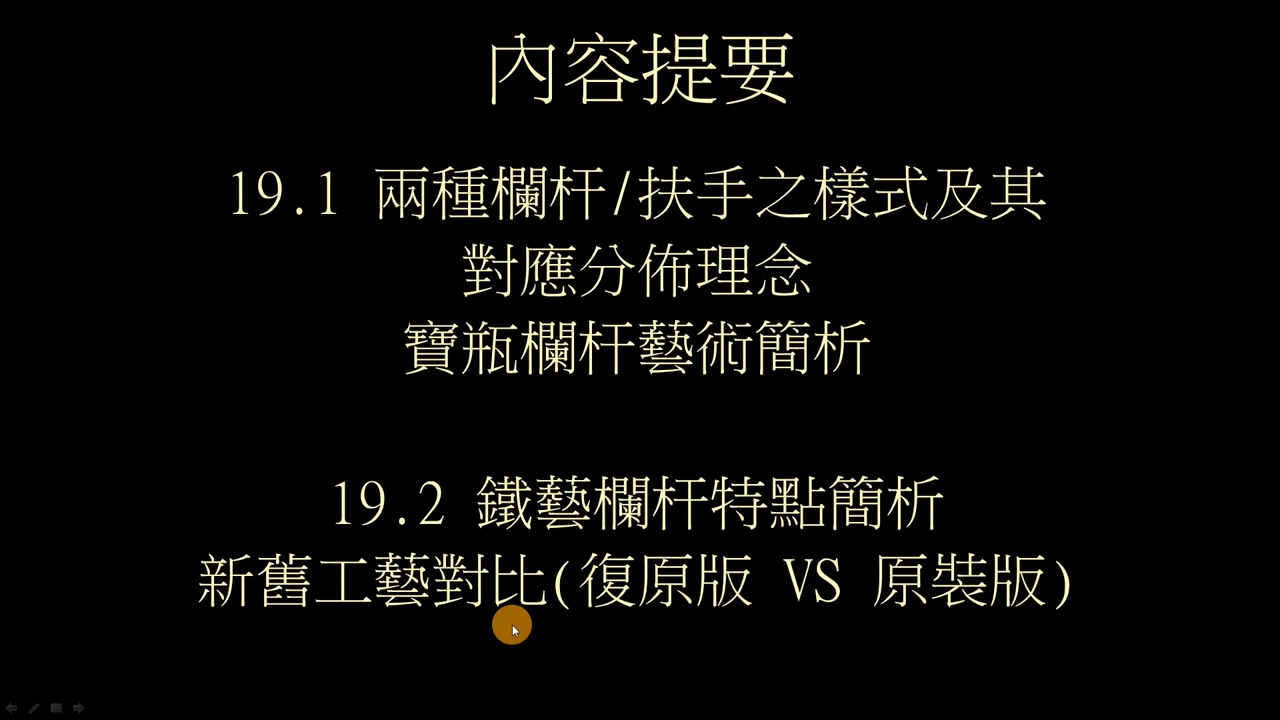 內容提要
19.1 兩種欄杆/扶手之樣式及其
對應分佈理念
寶瓶欄杆藝術簡析
19.2 鐵藝欄杆特點簡析
新舊工藝對比(復原版 VS 原裝版)